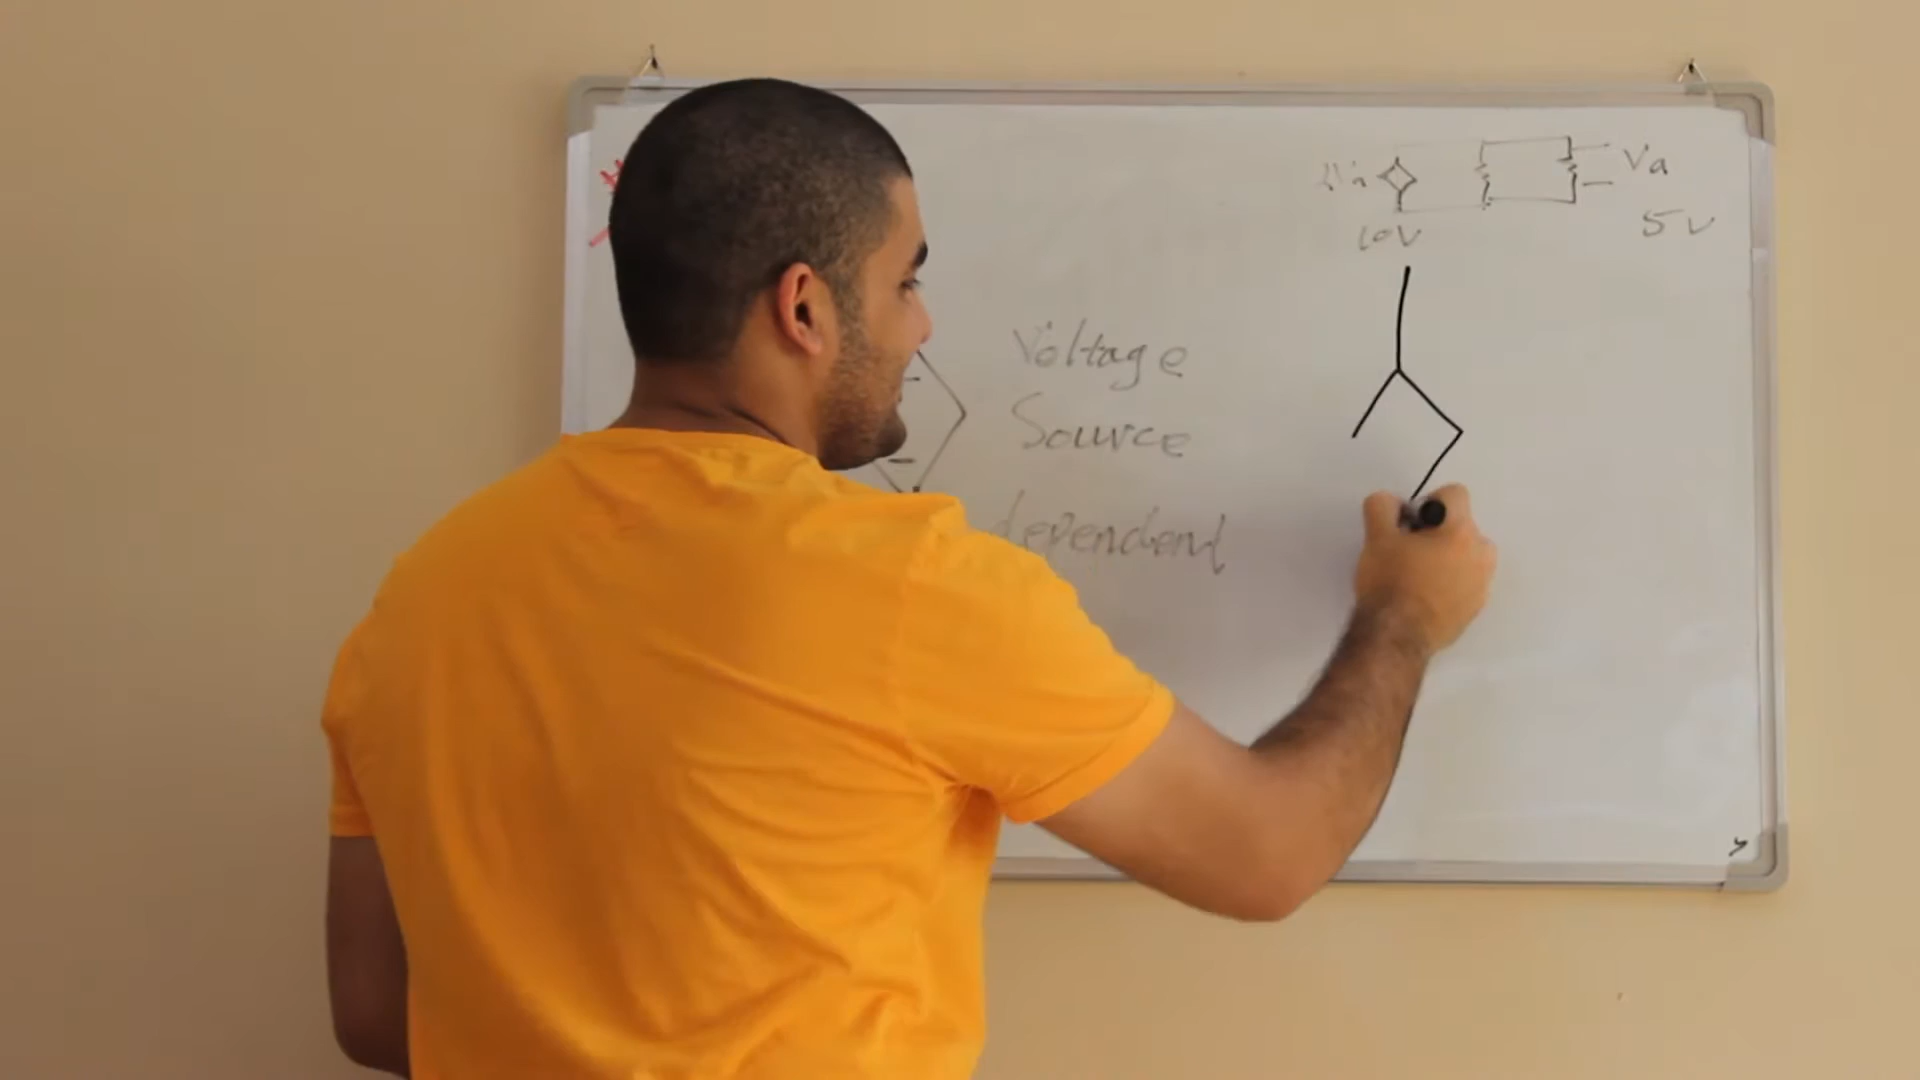 Va
10V
5V
Voltage
Source
dependent